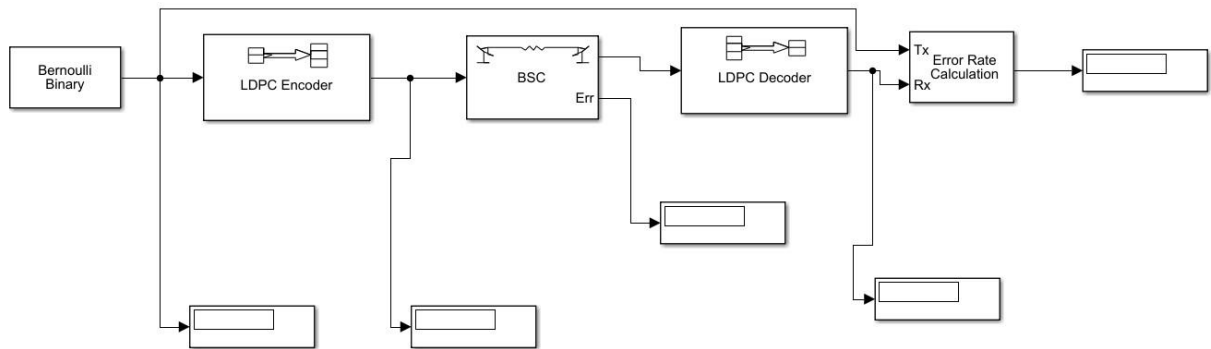 Bernoulli
Binary
LDPC Encoder
BSC
Err
LDPC Decoder
Tx
Error Rate
Calculation
Rx